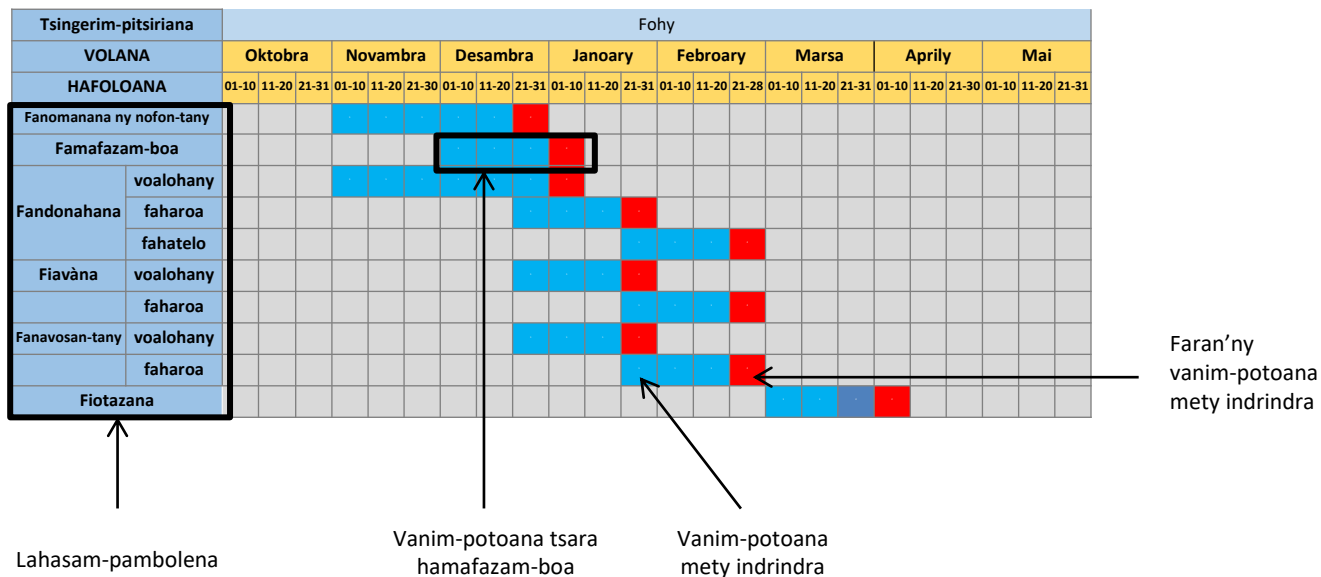 Tsingerim-pitsiriana Fohy
VOLANA Oktobra Novambra Desambra Janoary Febroary Marsa Aprily Mai
HAFOLOANA 01-10 11-20 21-31 01-10 11-20 21-30 01-10 11-20 21-31 01-10 11-20 21-31 01-10 11-20 21-28 01-10 11-20 21-31 01-10 11-20 21-30 01-10 11-20 21-31
Fanomanana ny nofon-tany
Famafazam-boa
Fandonahana voalohany
faharoa
fahatelo
Fiavàna voalohany
faharoa
Fanavosan-tany voalohany
faharoa
Fiotazana
Faran’ny
vanim-potoana
mety indrindra
Lahasam-pambolena
Vanim-potoana tsara
hamafazam-boa
Vanim-potoana
mety indrindra